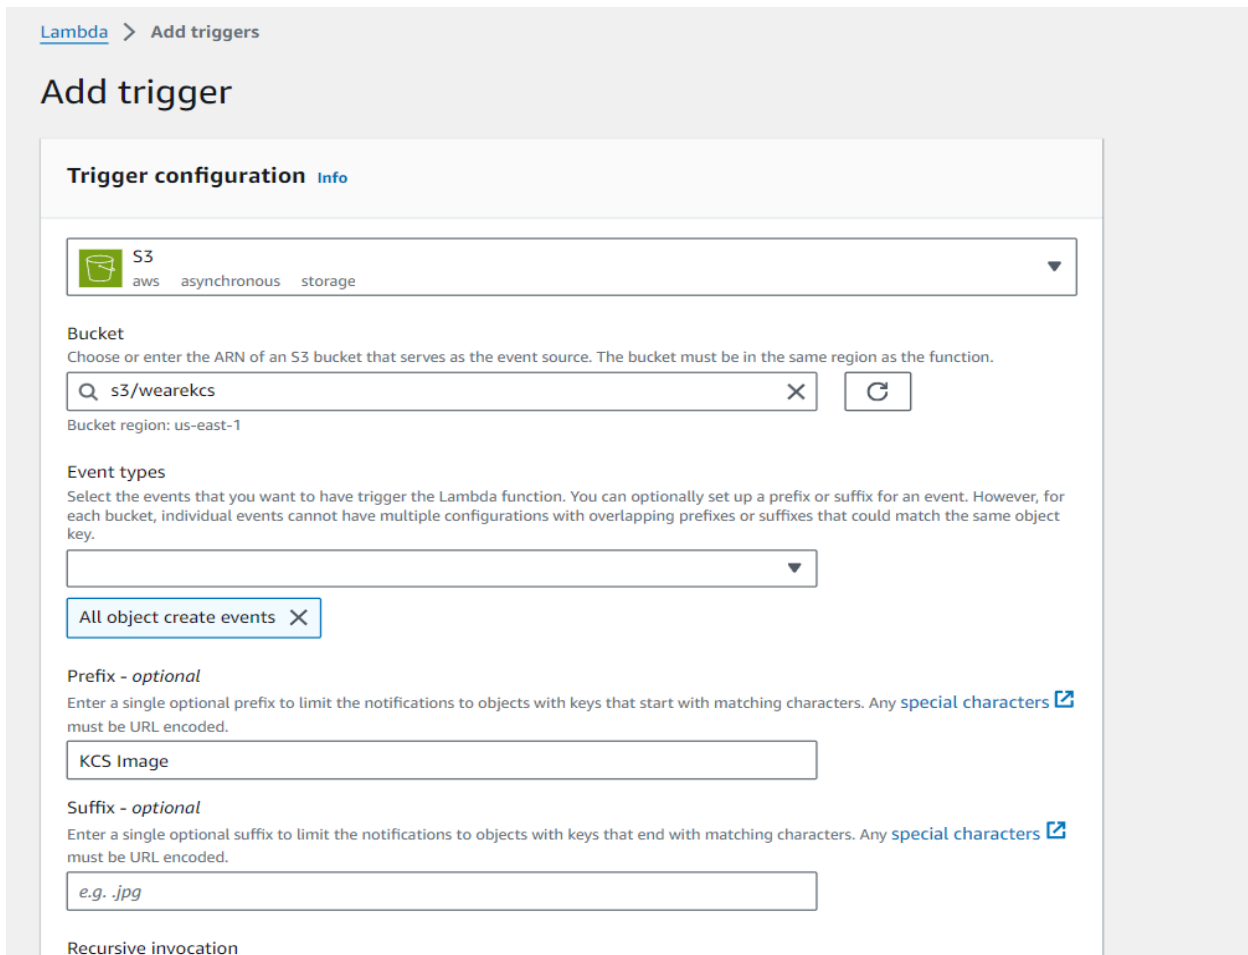 Lambda > Add triggers
Add trigger
Trigger configuration Info
S3
aws asynchronous storage
Bucket
Choose or enter the ARN of an S3 bucket that serves as the event source. The bucket must be in the same region as the function.
s3/wearekcs
Bucket region: us-east-1
Event types
Select the events that you want to have trigger the Lambda function. You can optionally set up a prefix or suffix for an event. However, for
each bucket, individual events cannot have multiple configurations with overlapping prefixes or suffixes that could match the same object
key.
All object create events
Prefix - optional
Enter a single optional prefix to limit the notifications to objects with keys that start with matching characters. Any special characters
must be URL encoded.
KCS Image
Suffix - optional
Enter a single optional suffix to limit the notifications to objects with keys that end with matching characters. Any special characters
must be URL encoded.
e.g. .jpg
Recursive invocation